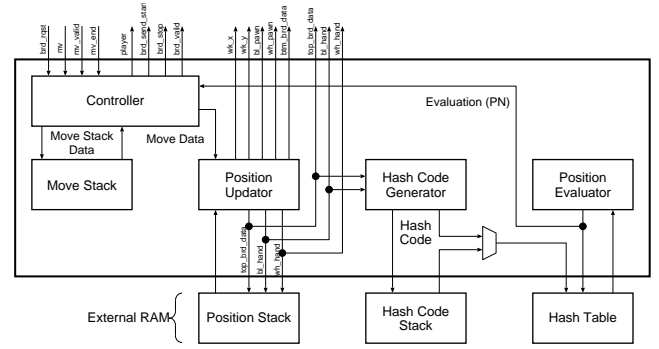 brd_rqst
mv
mv_valid
mv_end
player
brd_send_start
brd_stop
brd_valid
wk_x
wk_y
bl_pawn
wh_pawn
btm_brd_data
top_brd_data
bl_hand
wh_hand
Controller
Evaluation (PN)
Move Stack
Data
Move Data
Move Stack
Position
Updator
Hash Code
Generator
Position
Evaluator
Hash
Code
top_brd_data
bl_hand
wh_hand
External RAM
Position Stack
Hash Code
Stack
Hash Table